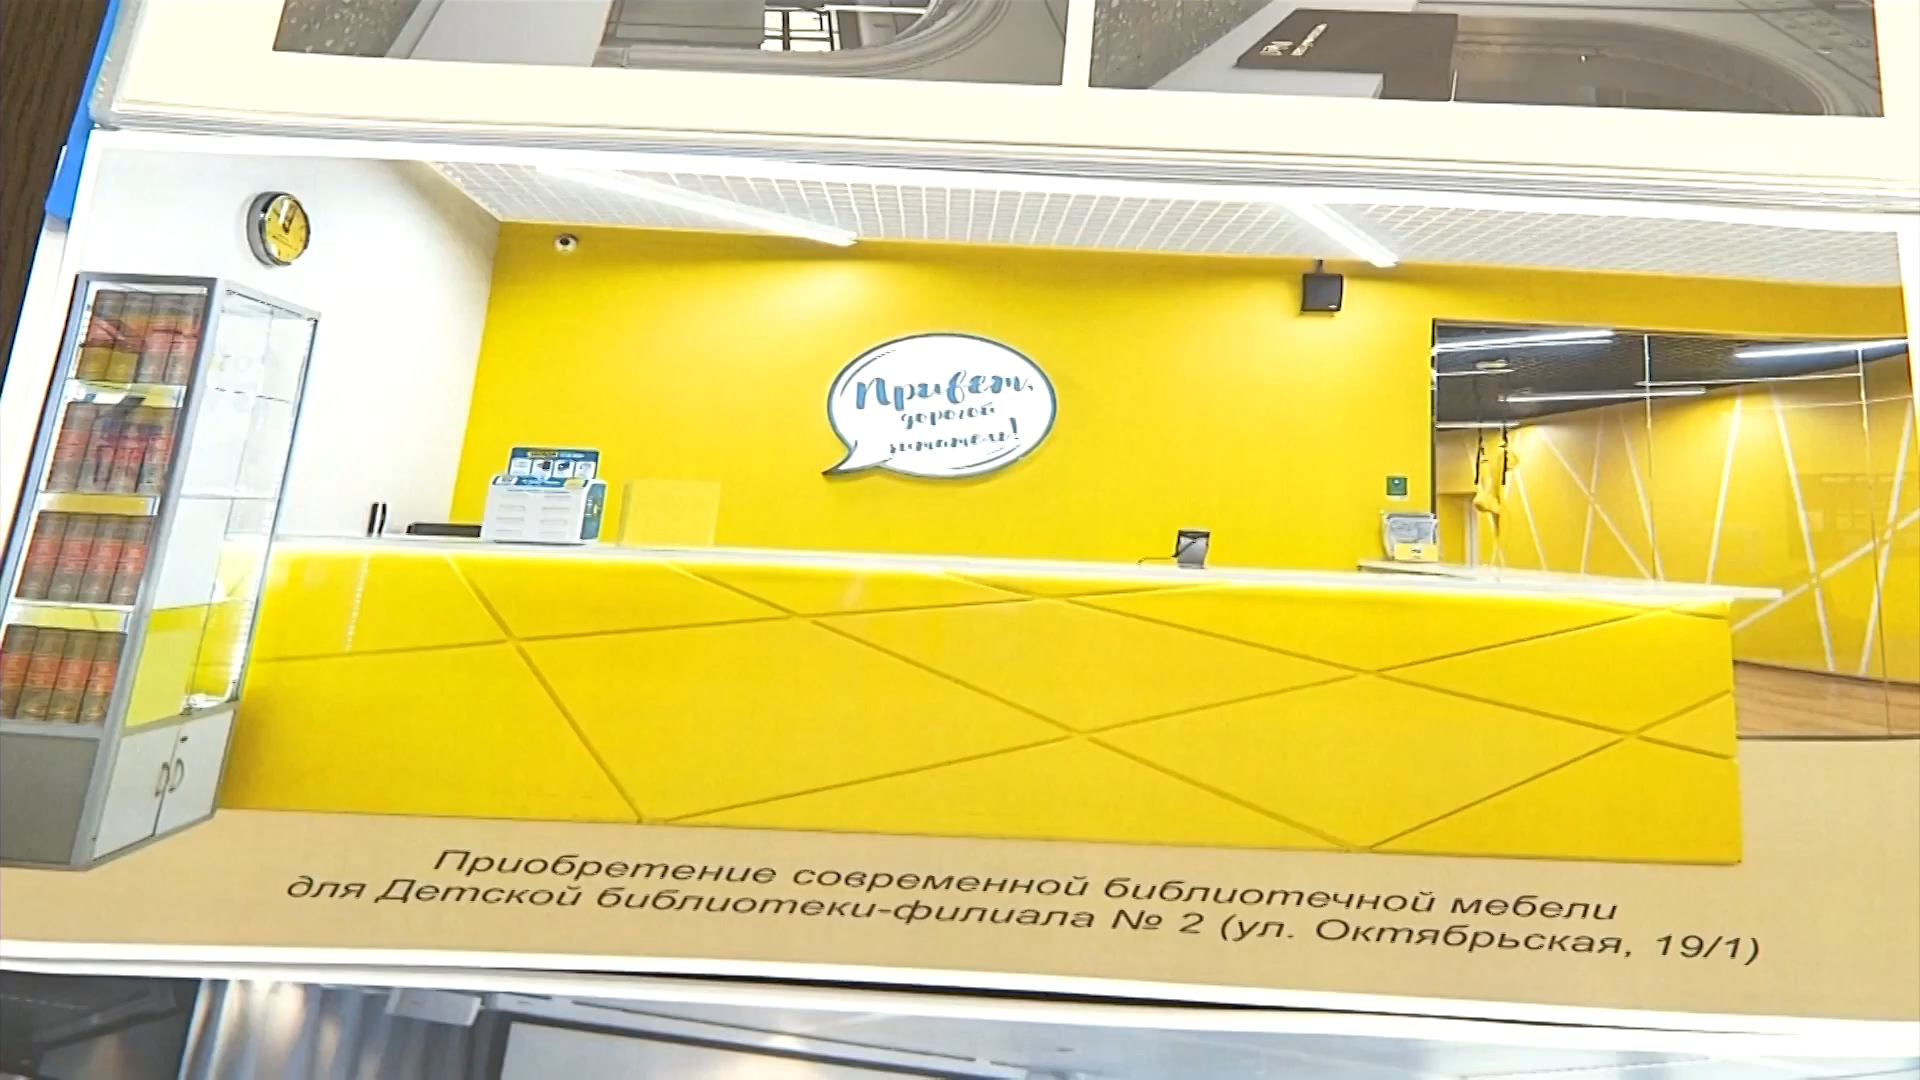 Привет,
дорогой
читатель!
Приобретение современной библиотечной мебели
для Детской библиотеки-филиала № 2 (ул. Октябрьская, 19/1)